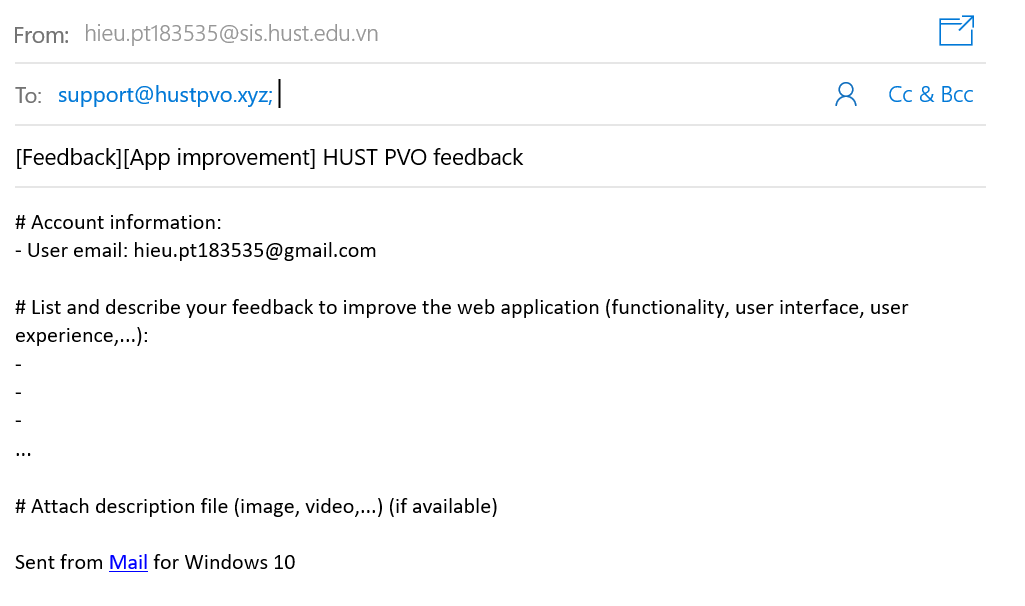 From: hieu.pt183535@sis.hust.edu.vn
To: support@hustpvo.xyz;
Cc & Bcc
[Feedback][App improvement] HUST PVO feedback
# Account information:
- User email: hieu.pt183535@gmail.com
# List and describe your feedback to improve the web application (functionality, user interface, user
experience,...):
-
-
-
...
# Attach description file (image, video,...) (if available)
Sent from Mail for Windows 10